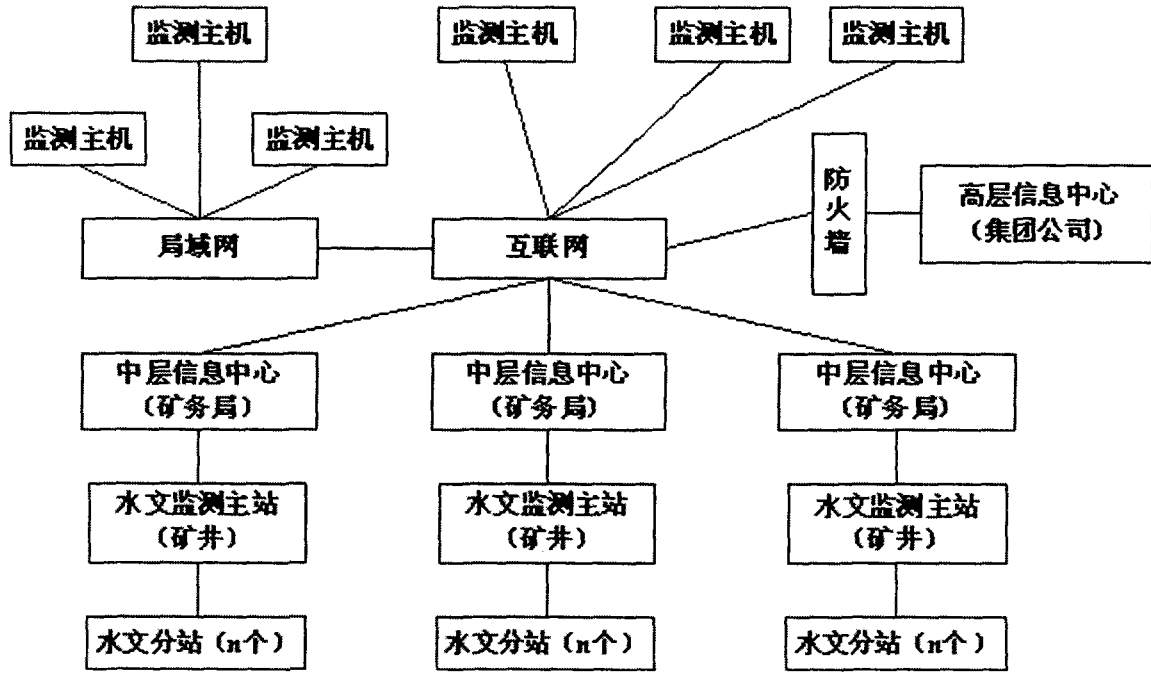 监测主机
监测主机
监测主机
监测主机
监测主机
监测主机
防火墙
高层信息中心
（集团公司）
局域网
互联网
中层信息中心
（矿务局）
中层信息中心
（矿务局）
中层信息中心
（矿务局）
水文监测主站
（矿井）
水文监测主站
（矿井）
水文监测主站
（矿井）
水文分站（n个）
水文分站（n个）
水文分站（n个）